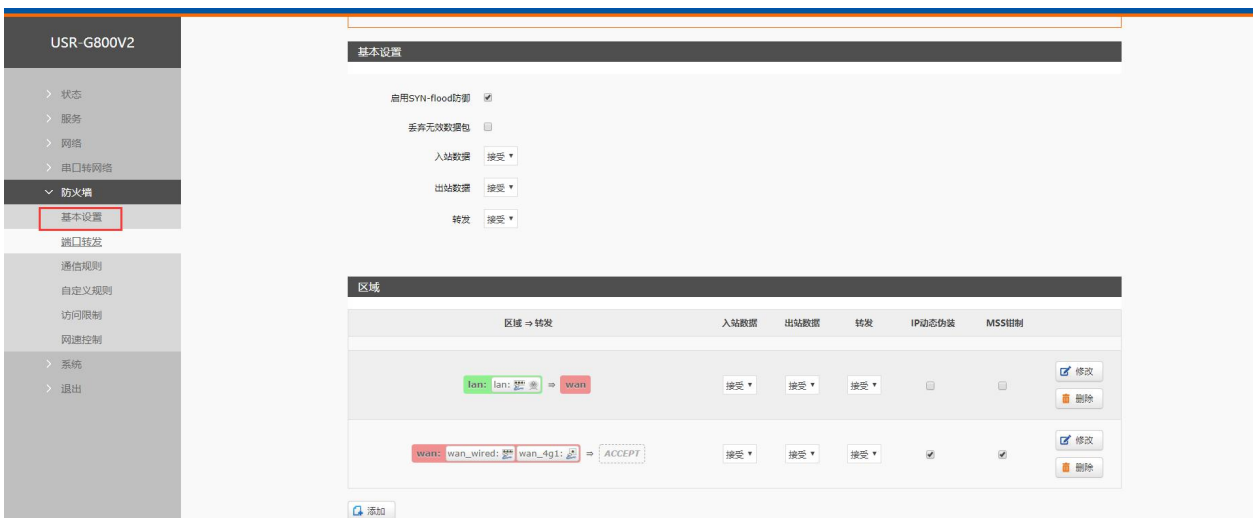 USR-G800V2
状态
服务
网络
串口转网络
防火墙
基本设置
端口转发
通信规则
自定义规则
访问限制
网速控制
系统
退出
基本设置
启用SYN-flood防御
丢弃无效数据包
入站数据 接受
出站数据 接受
转发 接受
区域
区域 ⇒ 转发 入站数据 出站数据 转发 IP动态伪装 MSS钳制
lan: lan: ⇒ wan 接受 接受 接受 修改
删除
wan: wan_wired: wan_4g1: ⇒ ACCEPT 接受 接受 接受 修改
删除
添加